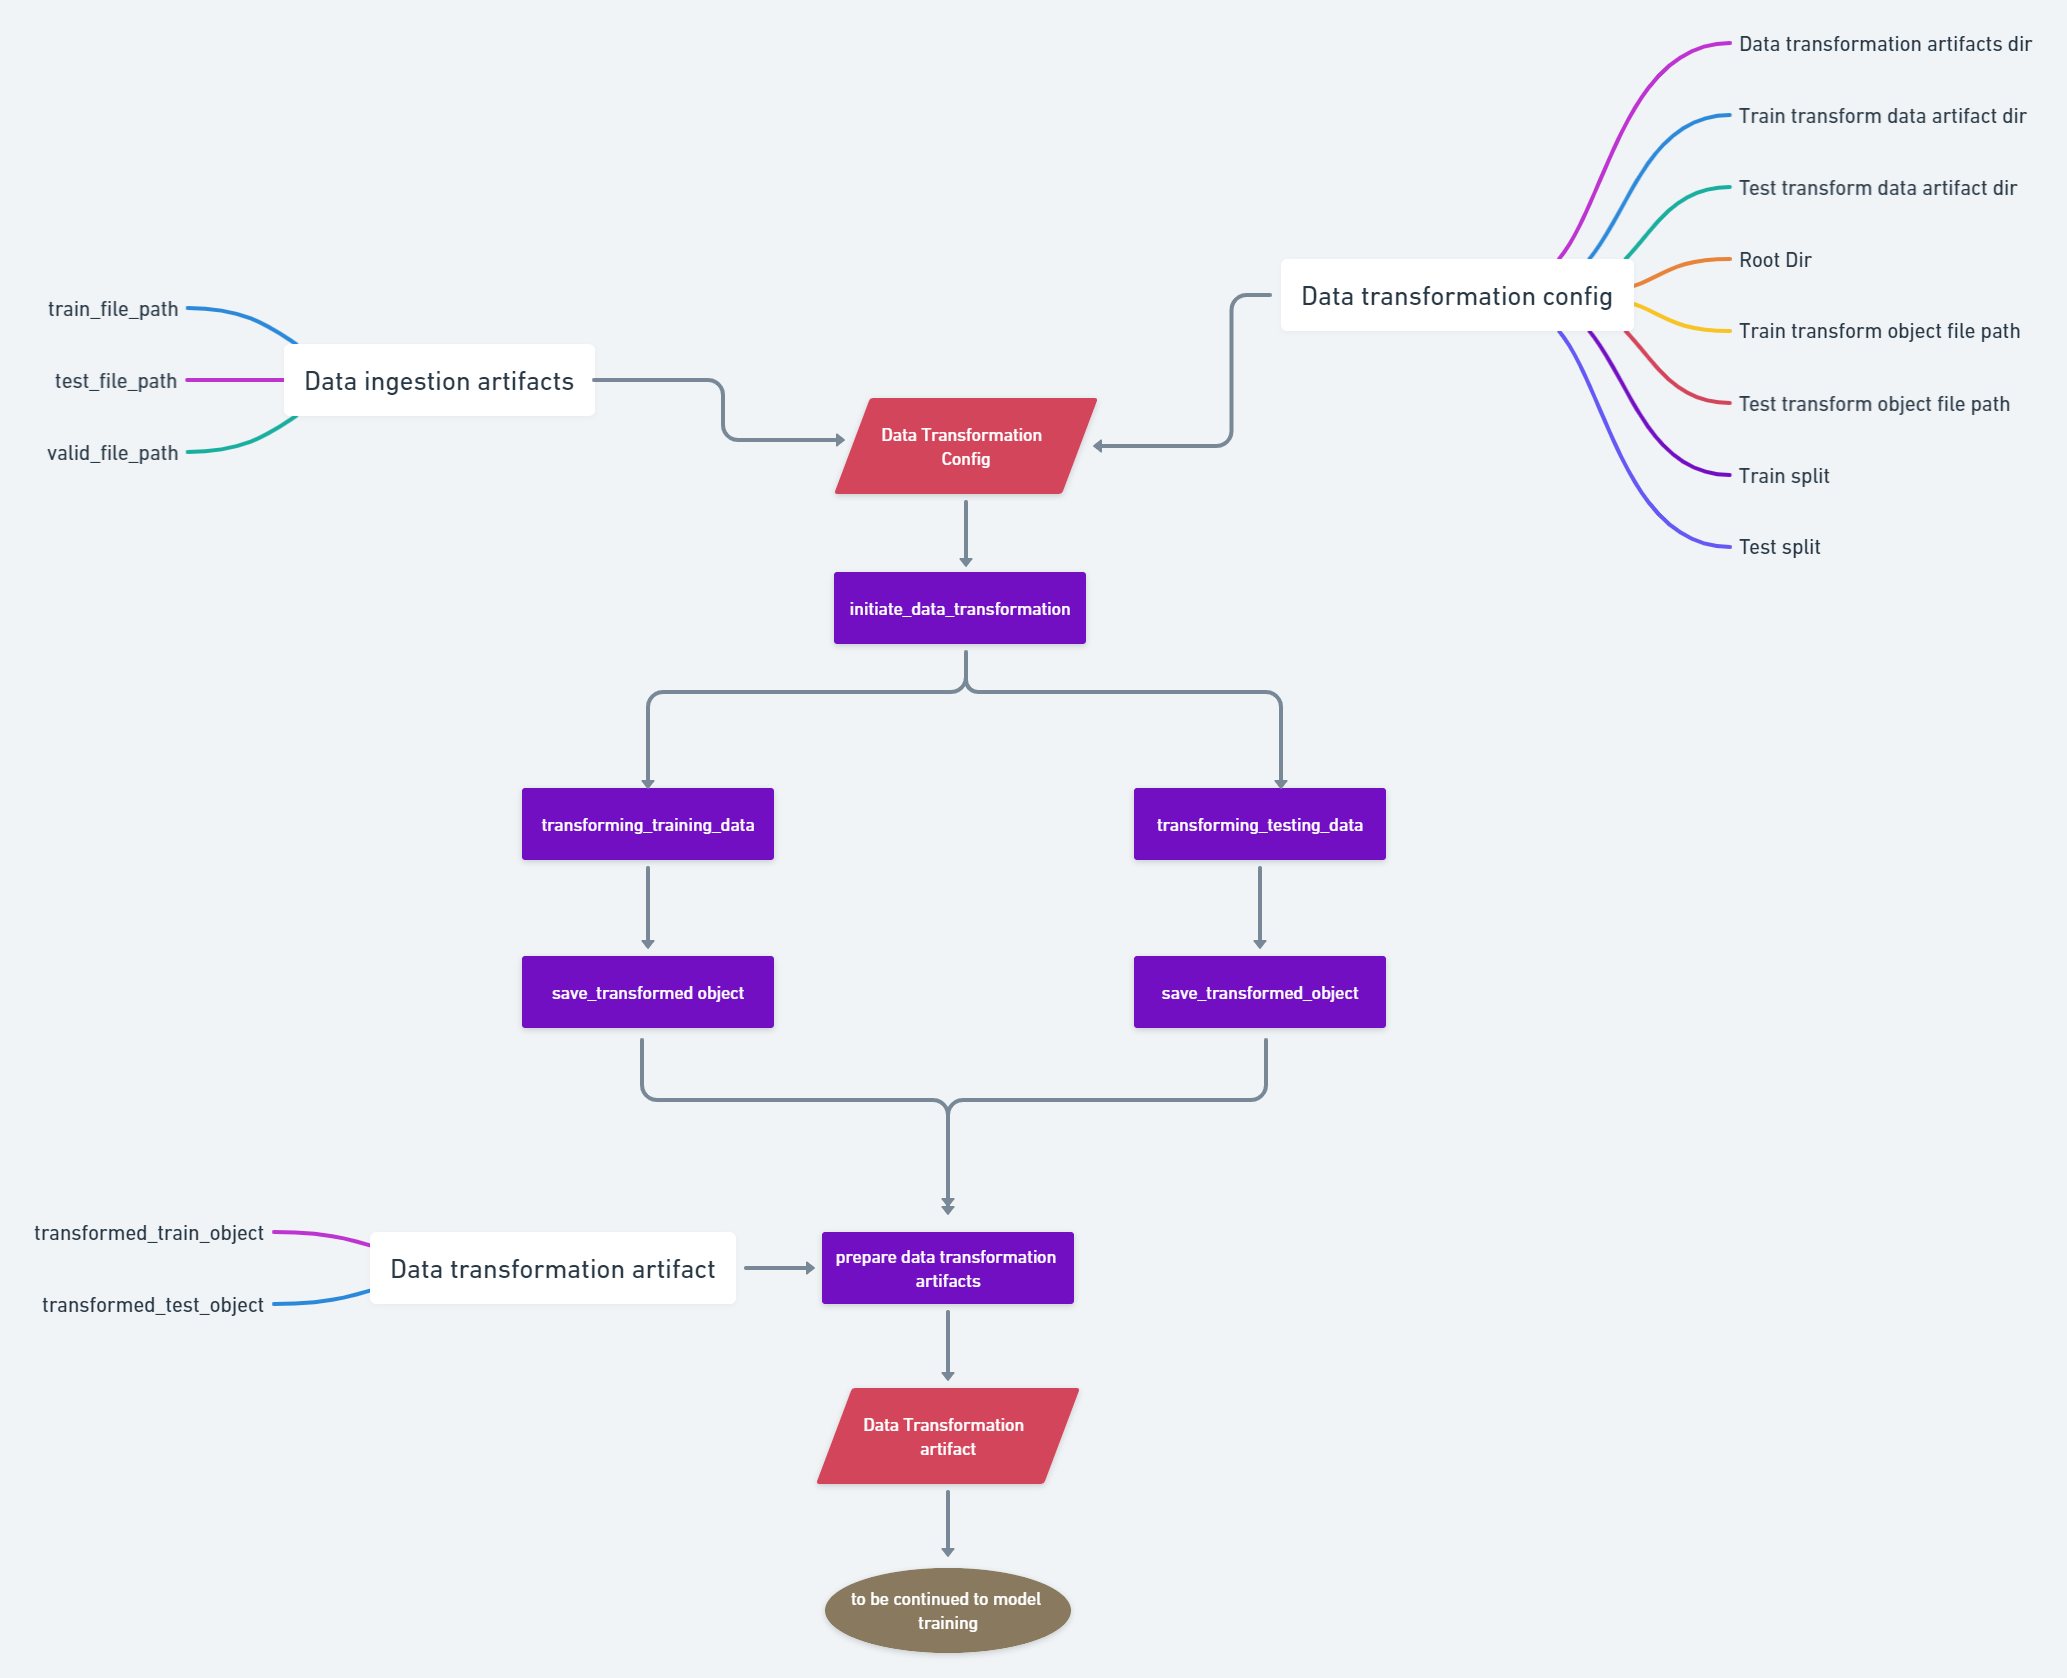 Data transformation artifacts dir
Train transform data artifact dir
Test transform data artifact dir
Root Dir
Data transformation config
Train transform object file path
Test transform object file path
Train split
Test split
train_file_path
test_file_path
valid_file_path
Data ingestion artifacts
Data Transformation
Config
initiate_data_transformation
transforming_training_data
transforming_testing_data
save_transformed object
save_transformed_object
transformed_train_object
transformed_test_object
Data transformation artifact
prepare data transformation
artifacts
Data Transformation
artifact
to be continued to model
training